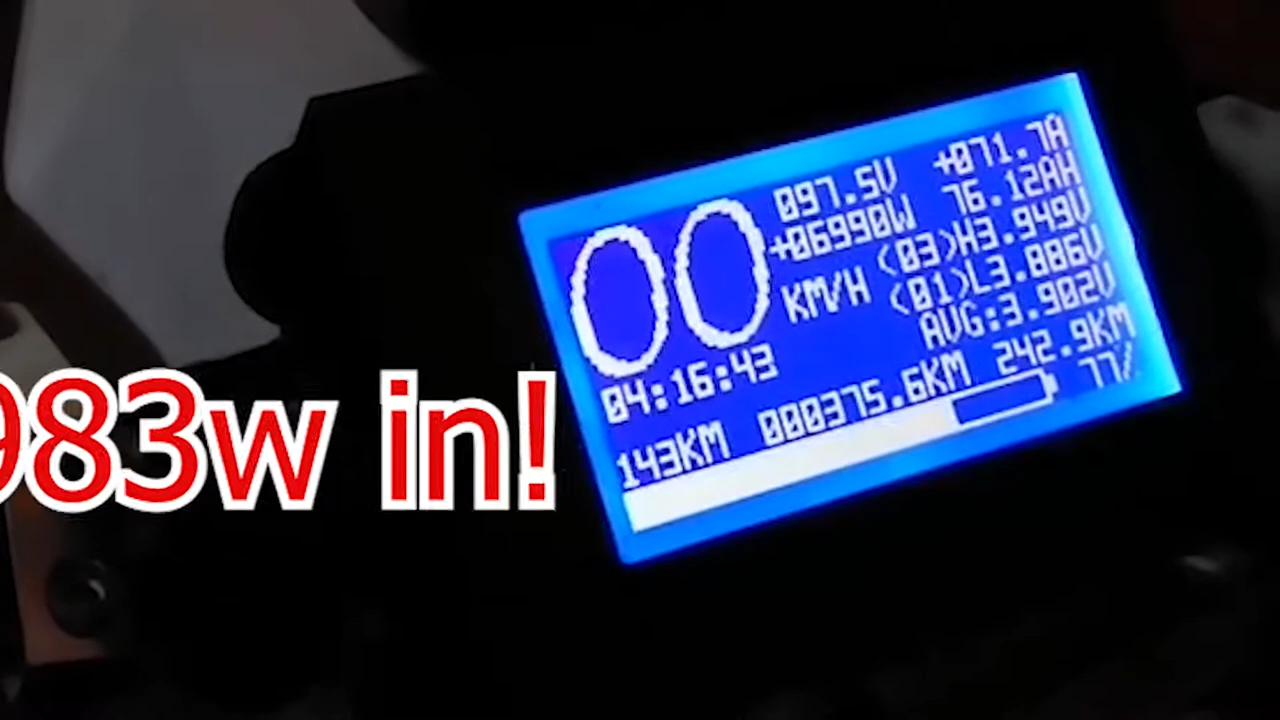 097.5V +071.7A
+06990W 76.12AH
00 KM/H (03)H3.949V
(01)L3.886V
AVG:3.902V
04:16:43
143KM 000375.6KM 242.9KM
77%
983w in!